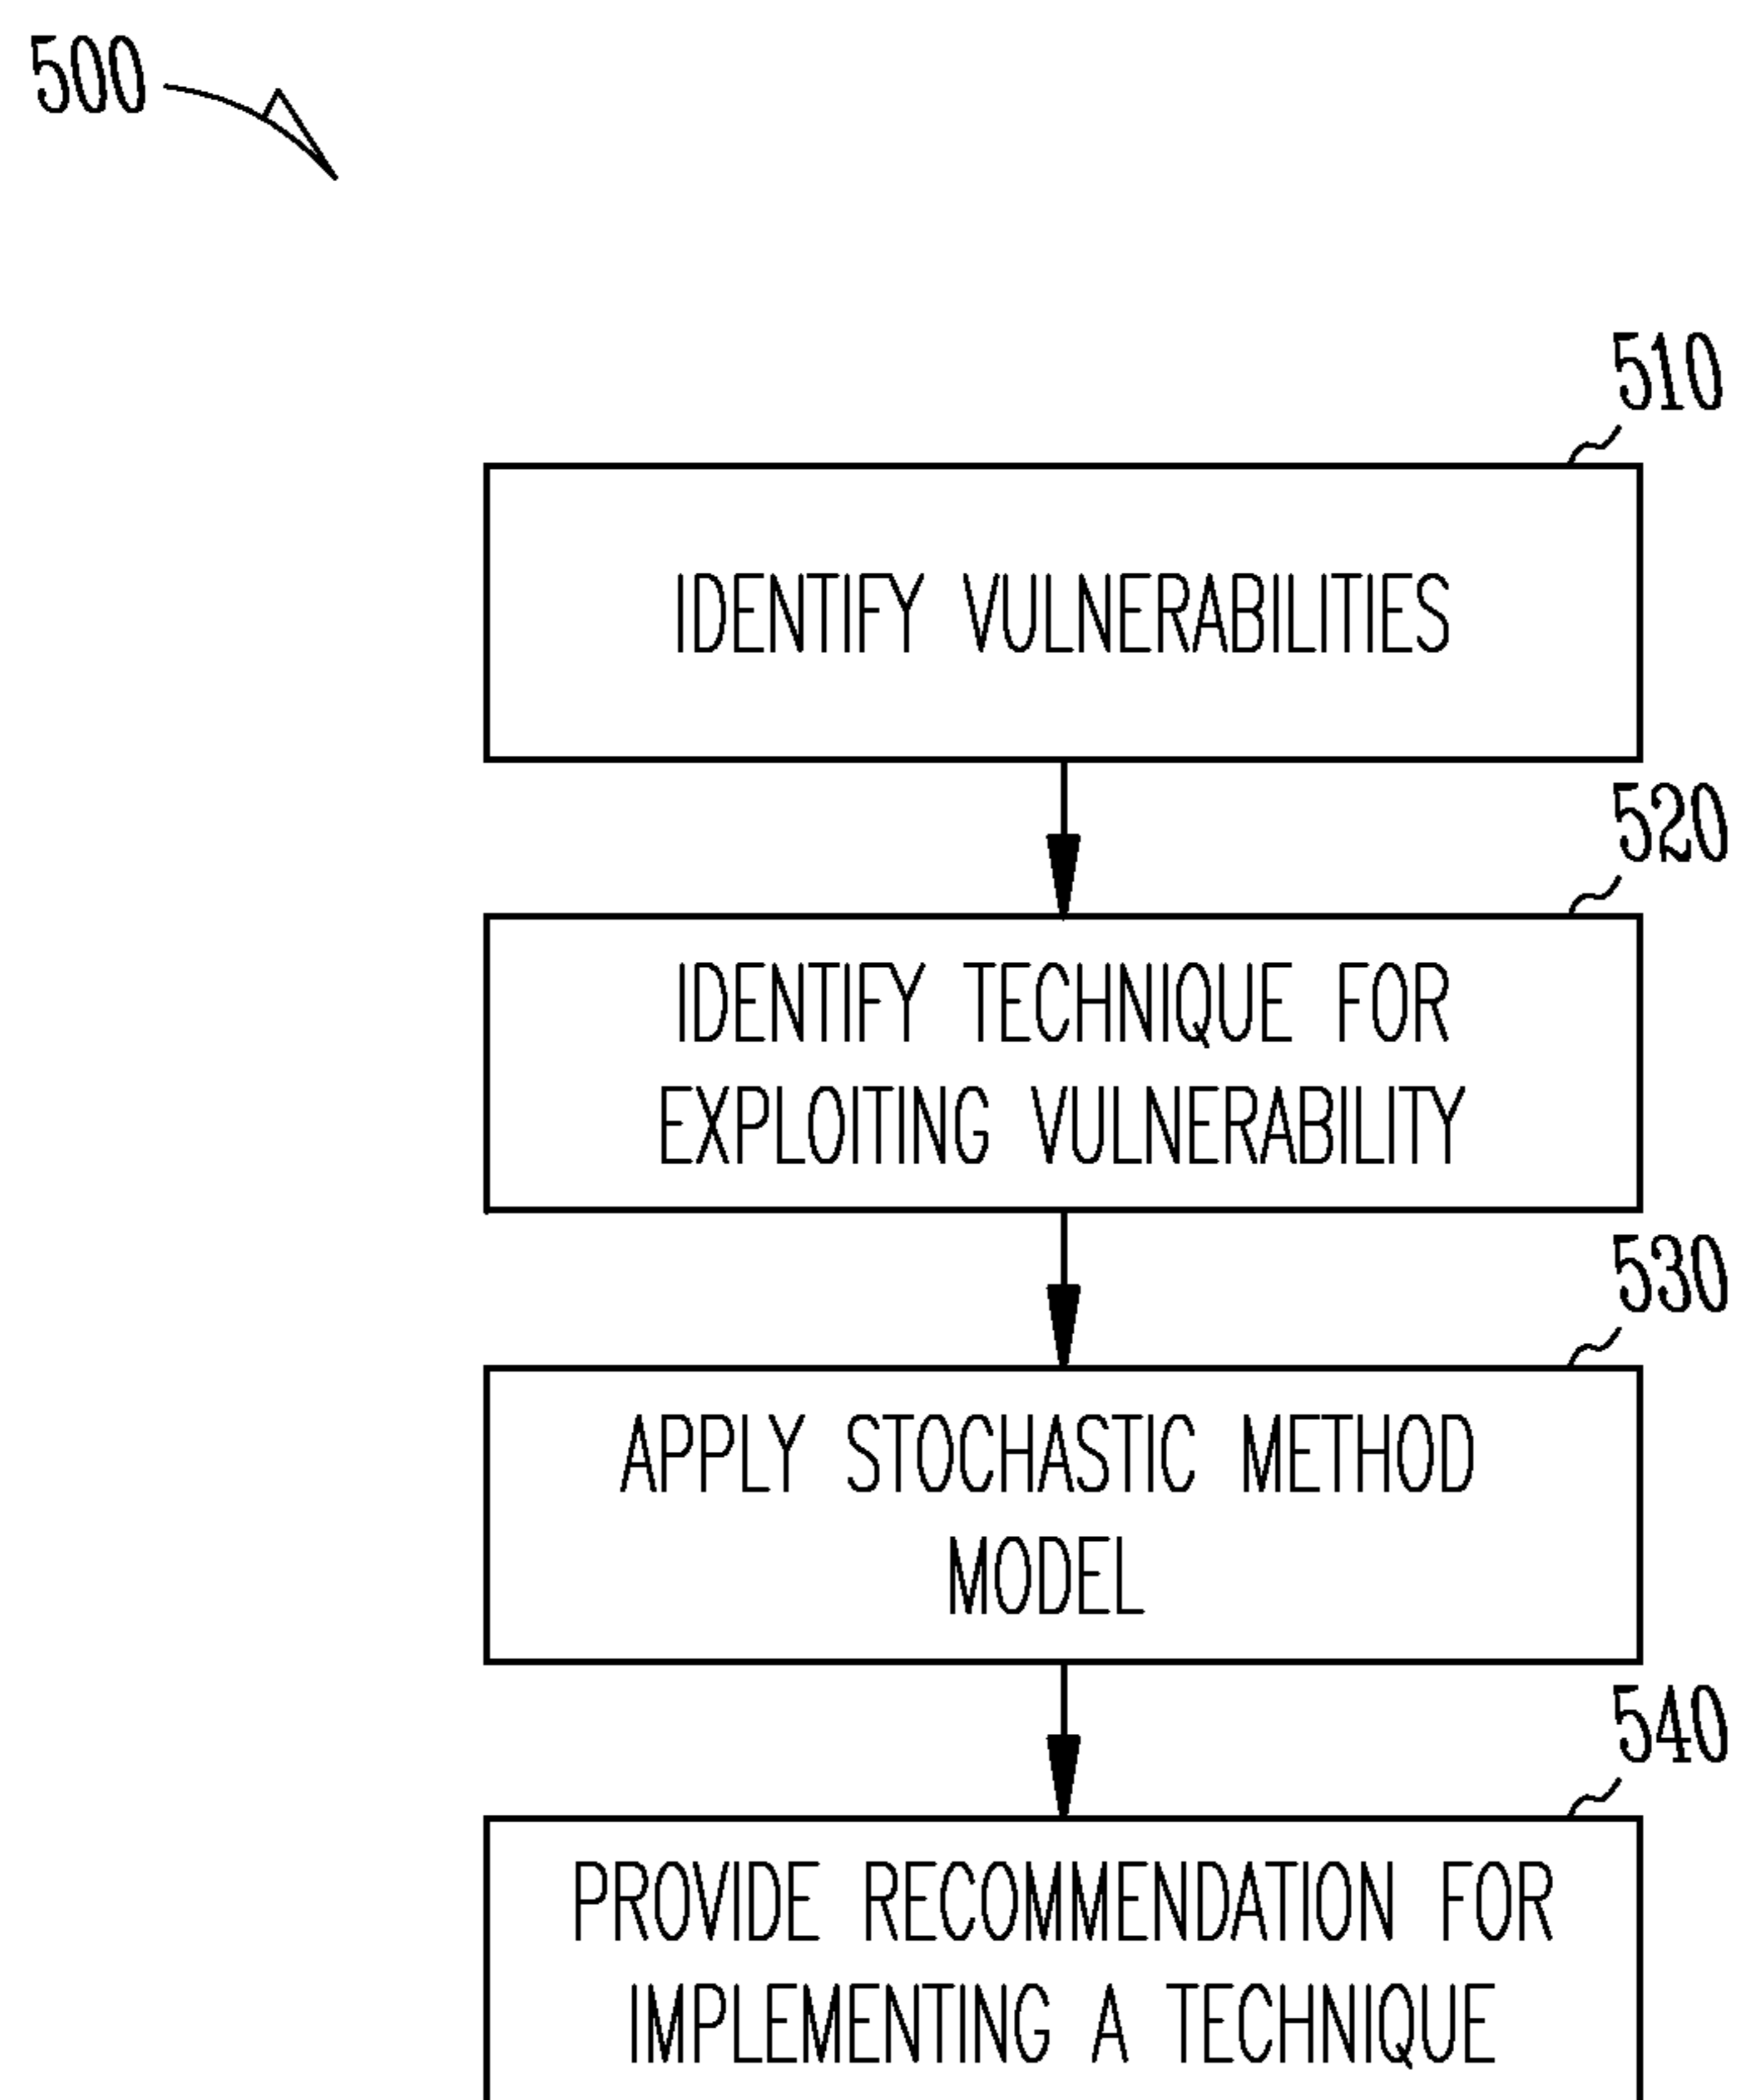 500
510
IDENTIFY VULNERABILITIES
520
IDENTIFY TECHNIQUE FOR
EXPLOITING VULNERABILITY
530
APPLY STOCHASTIC METHOD
MODEL
540
PROVIDE RECOMMENDATION FOR
IMPLEMENTING A TECHNIQUE